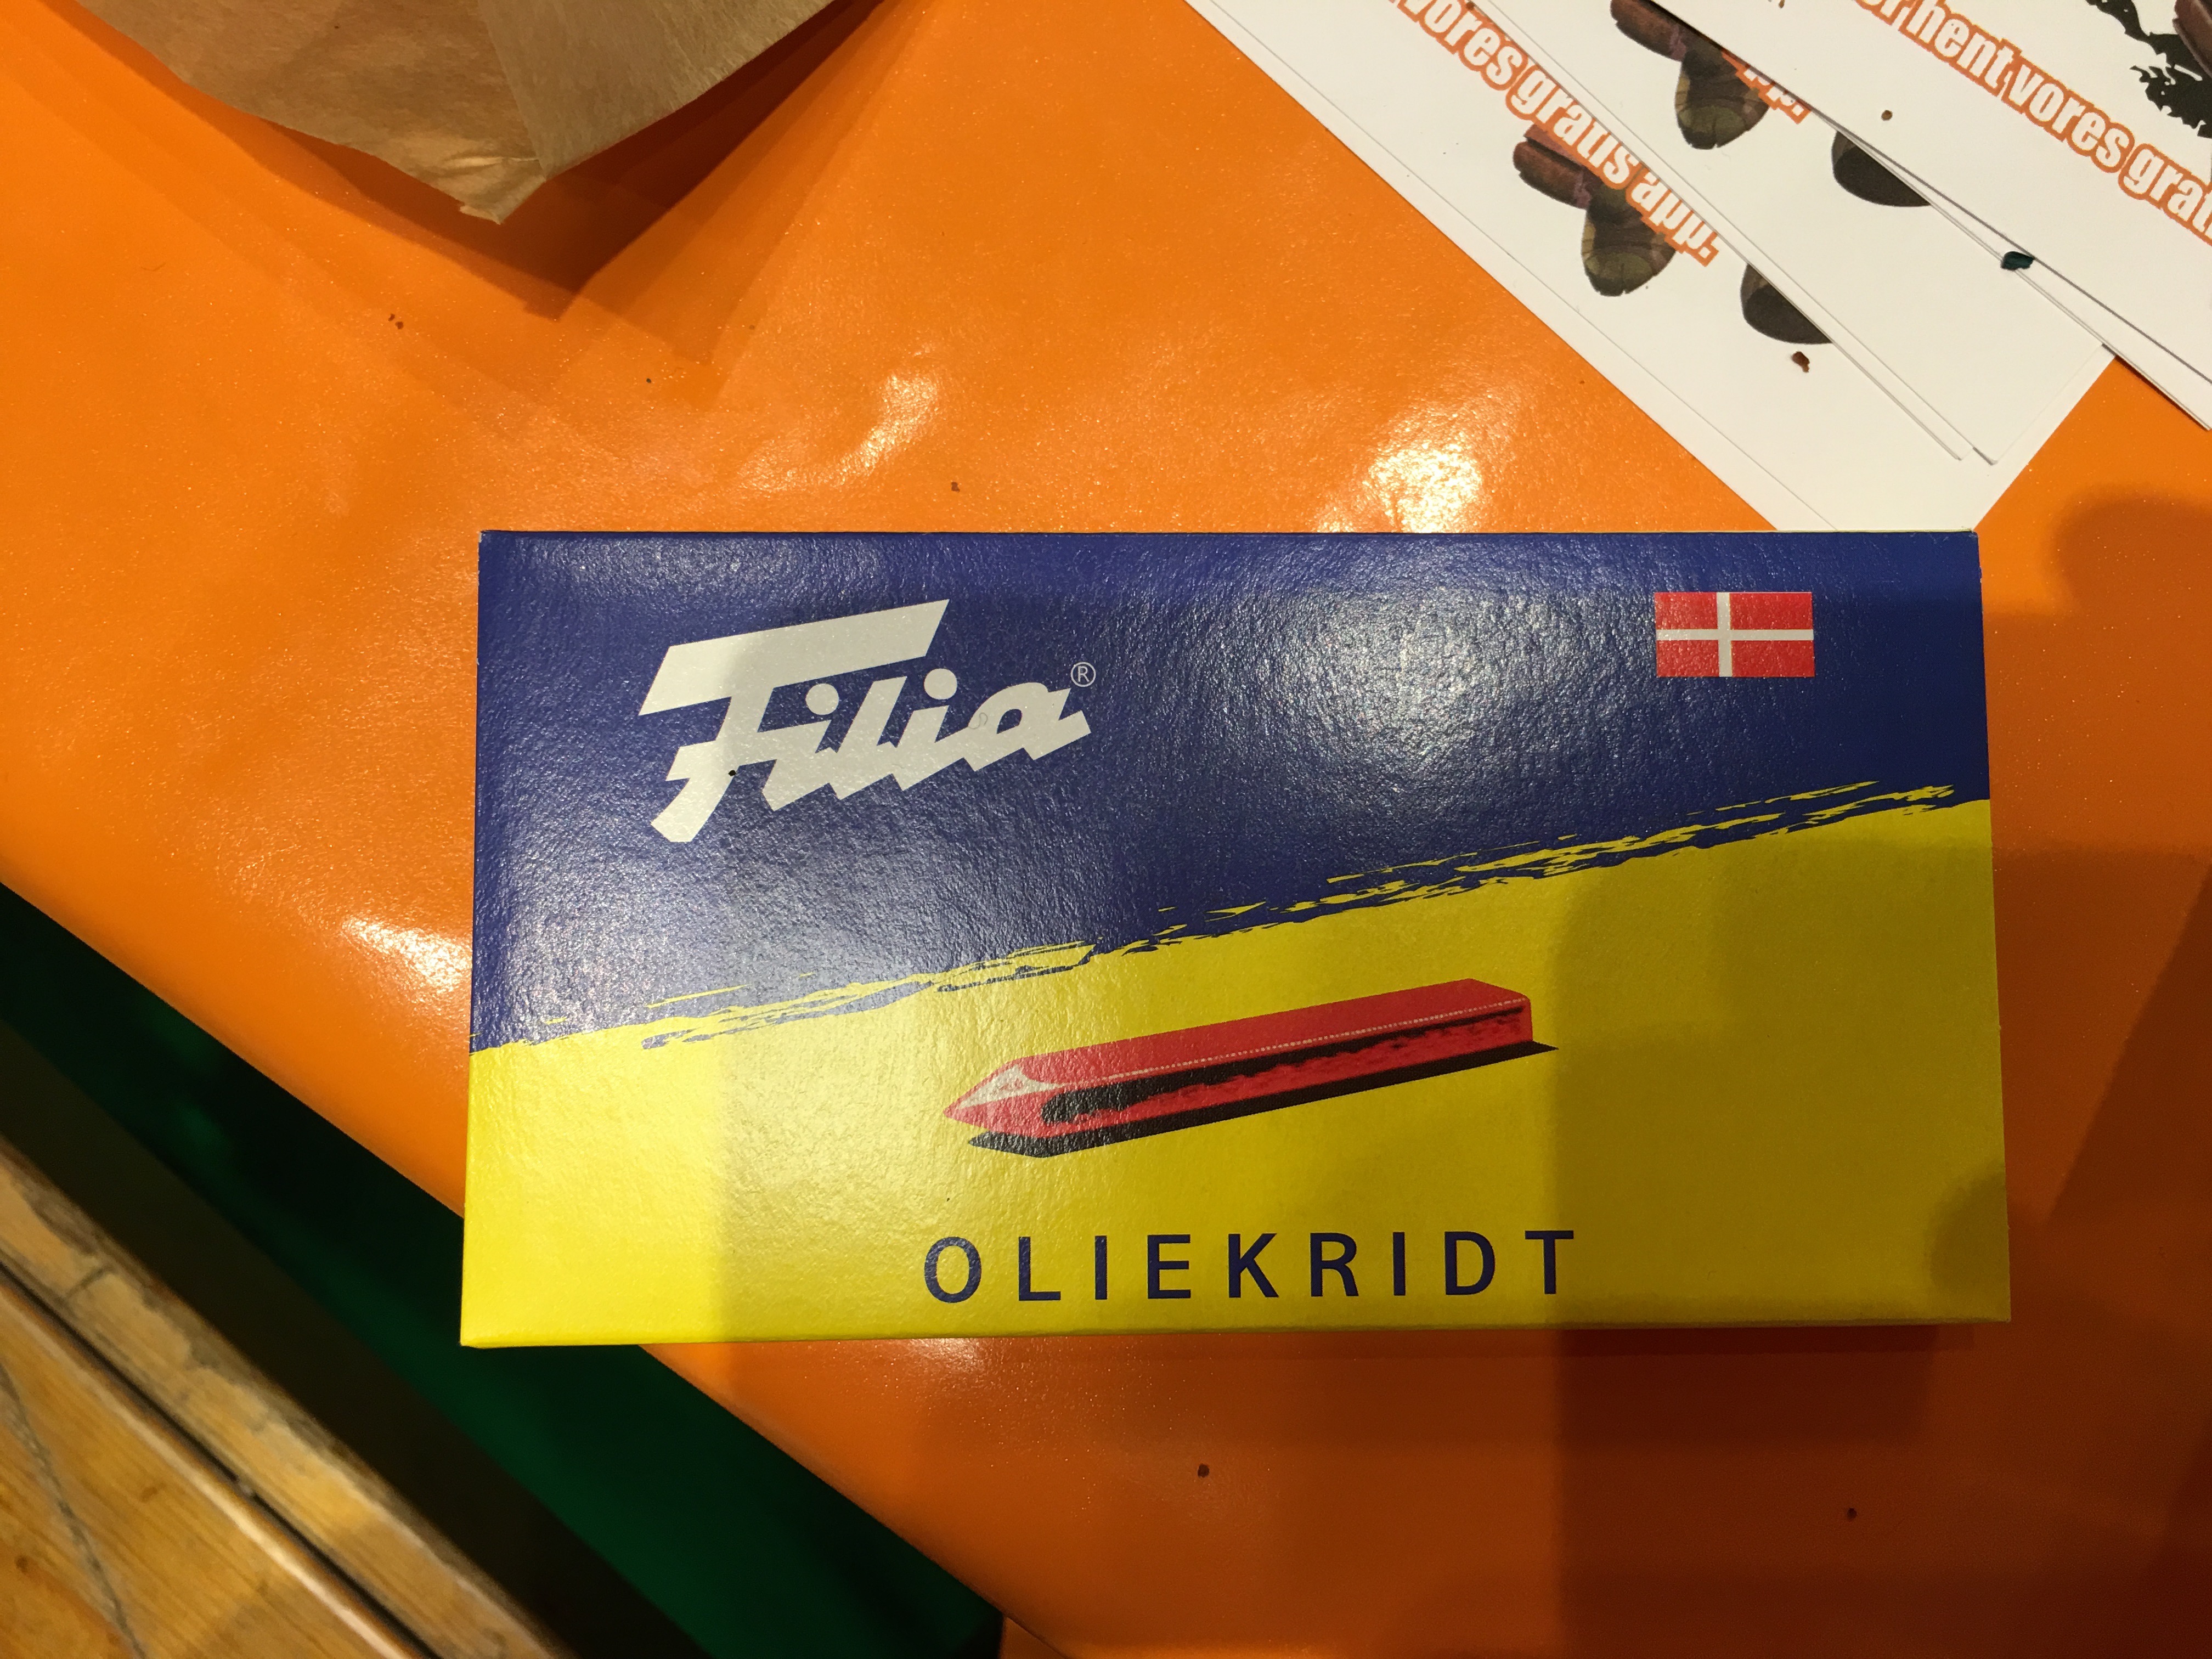 vores gratis app.
hent vores grat
Filia®
OLIEKRIDT